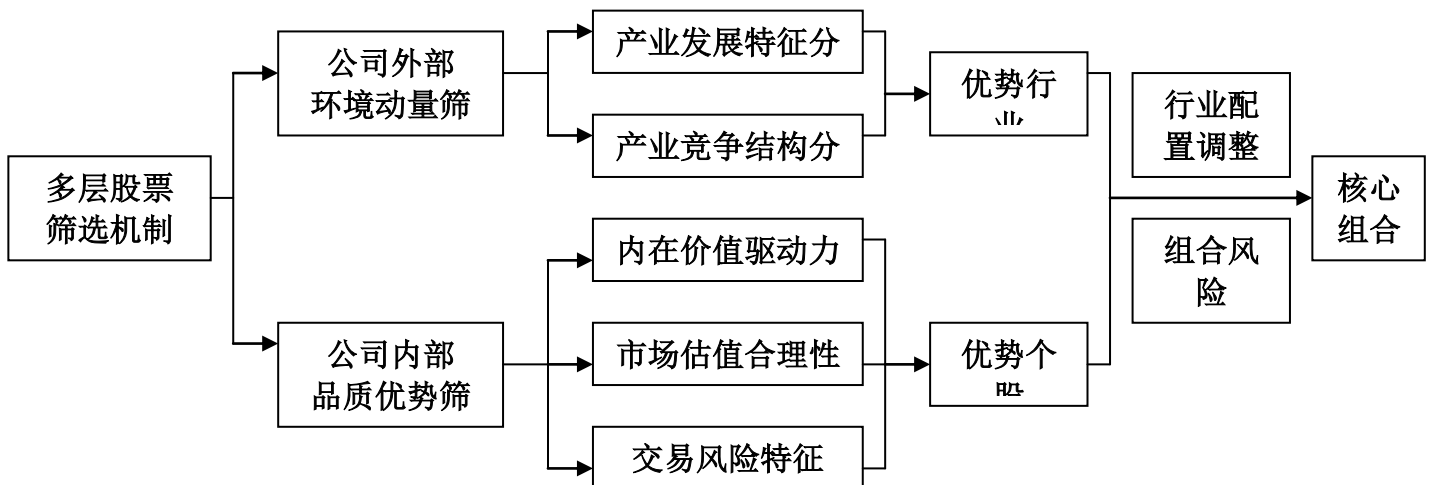 多层股票
筛选机制
公司外部
环境动量筛
公司内部
品质优势筛
产业发展特征分
产业竞争结构分
内在价值驱动力
市场估值合理性
交易风险特征
优势行
优势个
行业配
置调整
组合风
险
核心
组合